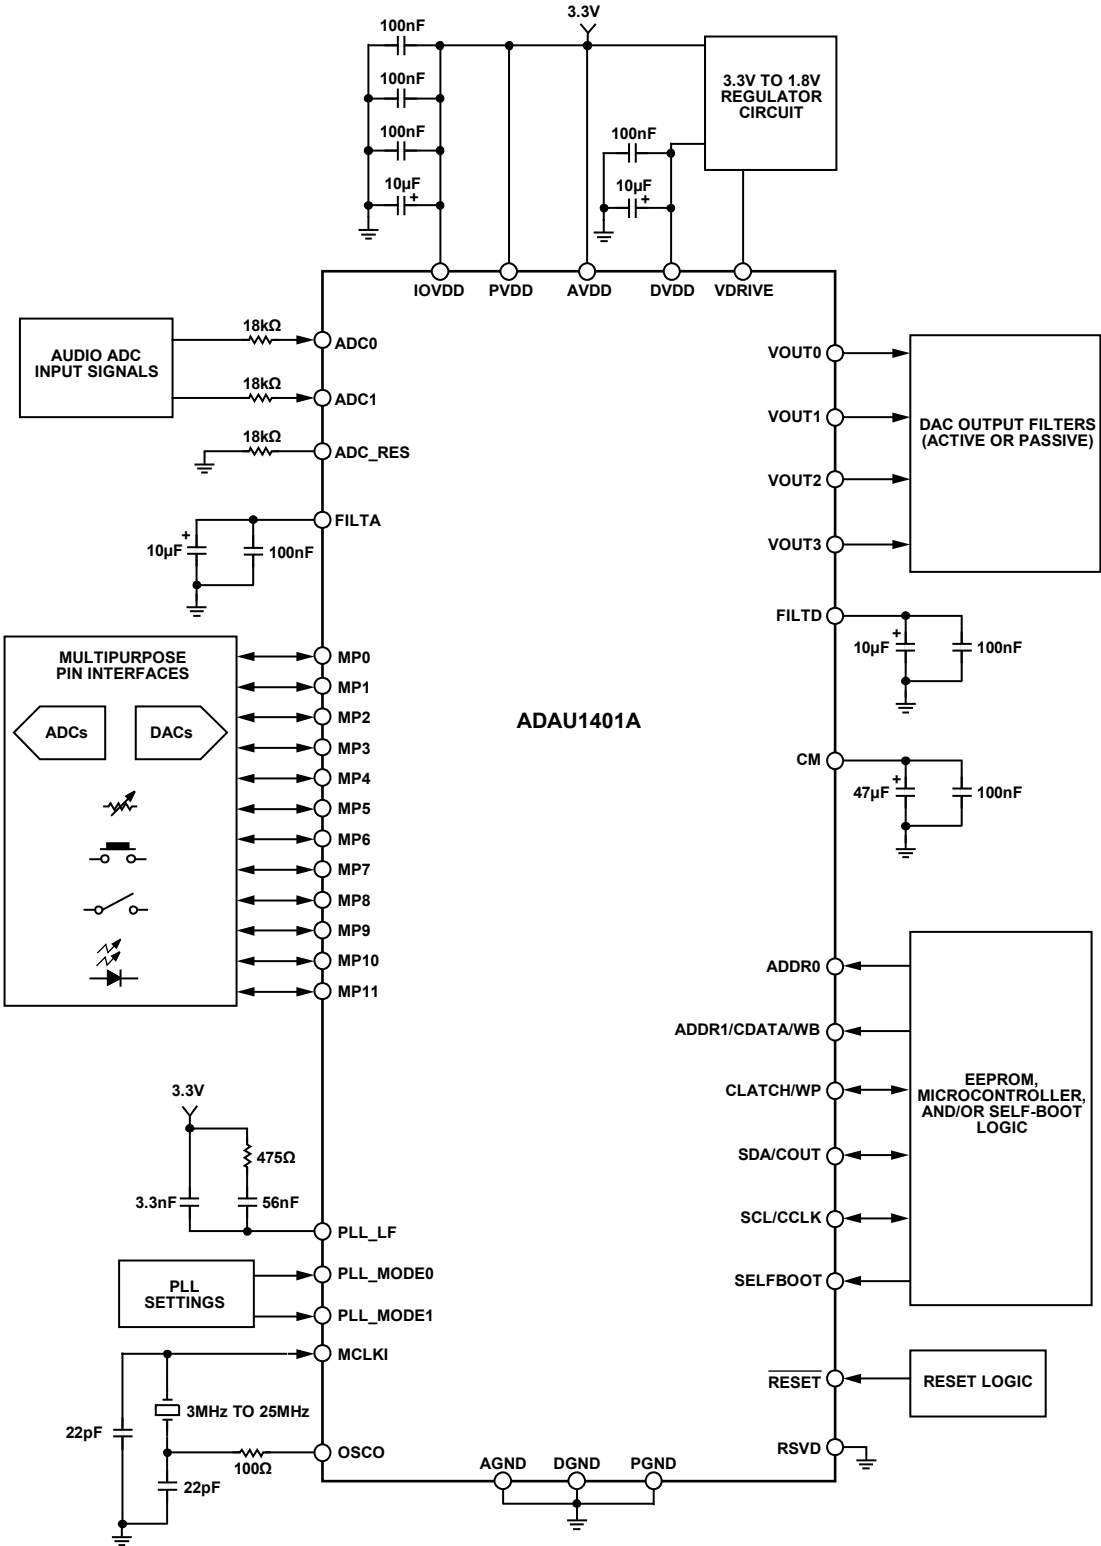 3.3V
100nF
100nF
100nF
10µF
+
3.3V TO 1.8V
REGULATOR
CIRCUIT
100nF
10µF
+
IOVDD
PVDD
AVDD
DVDD
VDRIVE
AUDIO ADC
INPUT SIGNALS
18kΩ
ADC0
18kΩ
ADC1
18kΩ
ADC_RES
FILTA
+
10µF
100nF
MULTIPURPOSE
PIN INTERFACES
ADCs
DACs
MP0
MP1
MP2
MP3
MP4
MP5
MP6
MP7
MP8
MP9
MP10
MP11
3.3V
475Ω
3.3nF
56nF
PLL_LF
PLL
SETTINGS
PLL_MODE0
PLL_MODE1
MCLKI
3MHz TO 25MHz
22pF
100Ω
OSCO
22pF
ADAU1401A
AGND
DGND
PGND
VOUT0
VOUT1
VOUT2
VOUT3
DAC OUTPUT FILTERS
(ACTIVE OR PASSIVE)
FILTD
+
10µF
100nF
CM
+
47µF
100nF
ADDR0
ADDR1/CDATA/WB
CLATCH/WP
SDA/COUT
SCL/CCLK
SELFBOOT
EEPROM,
MICROCONTROLLER,
AND/OR SELF-BOOT
LOGIC
RESET
RESET LOGIC
RSVD